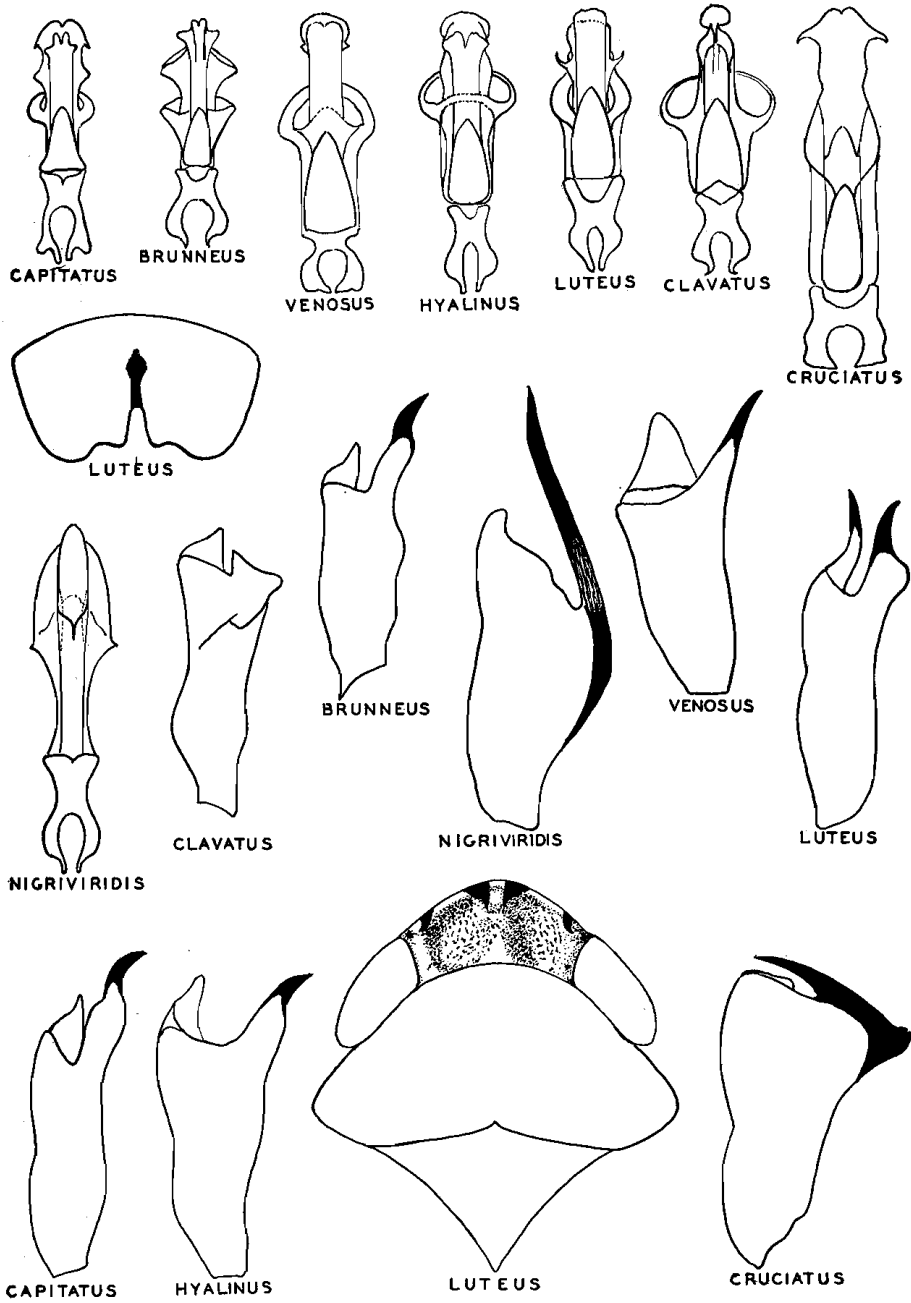 CAPITATUS
BRUNNEUS
VENOSUS
HYALINUS
LUTEUS
CLAVATUS
CRUCIATUS
LUTEUS
BRUNNEUS
VENOSUS
NIGRIVIRIDIS
CLAVATUS
NIGRIVIRIDIS
LUTEUS
CAPITATUS
HYALINUS
LUTEUS
CRUCIATUS